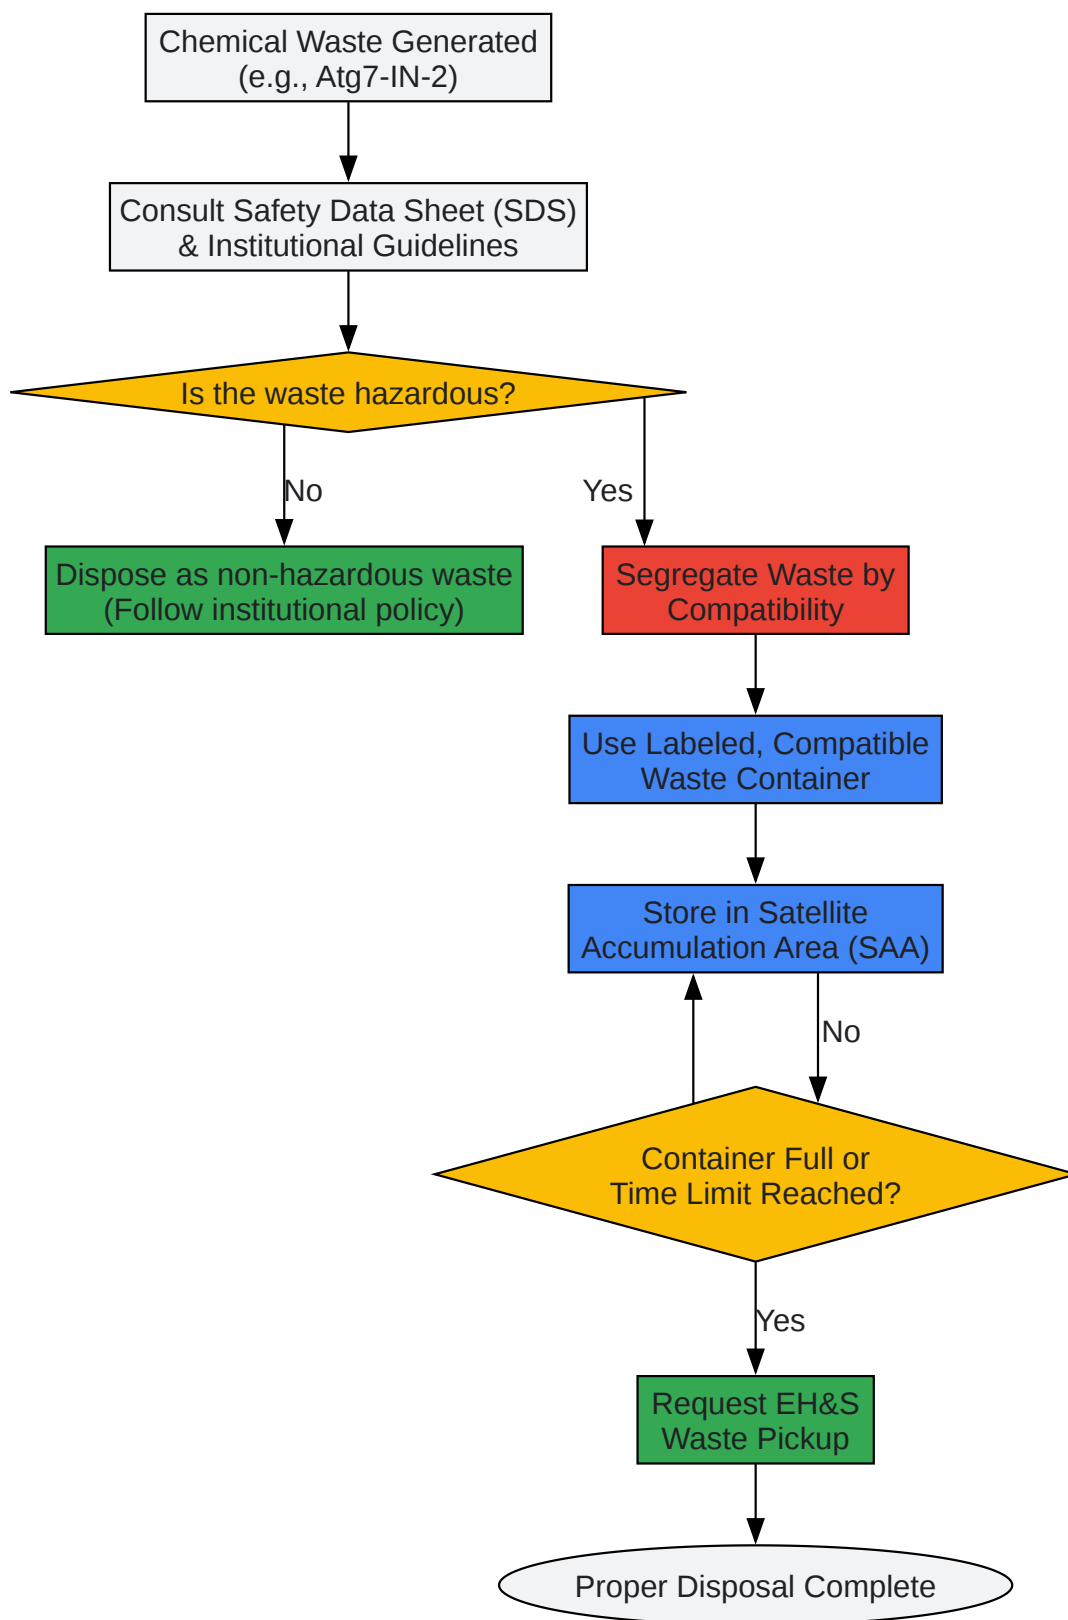 Chemical Waste Generated
(e.g., Atg7-IN-2)
Consult Safety Data Sheet (SDS)
& Institutional Guidelines
Is the waste hazardous?
No
Yes
Dispose as non-hazardous waste
(Follow institutional policy)
Segregate Waste by
Compatibility
Use Labeled, Compatible
Waste Container
Store in Satellite
Accumulation Area (SAA)
No
Container Full or
Time Limit Reached?
Yes
Request EH&S
Waste Pickup
Proper Disposal Complete